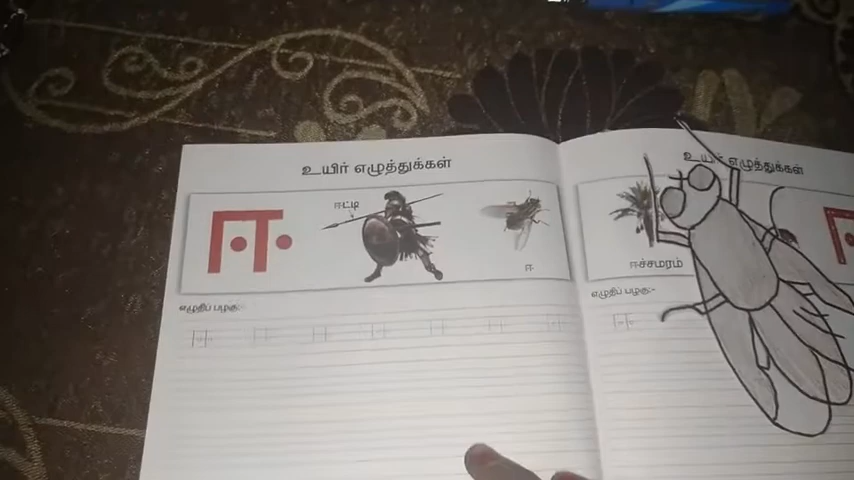 உயிர் எழுத்துக்கள்
ஈ
ஈட்டி
ஈ
எழுதிப் பழகு:-
ஈ ஈ ஈ ஈ ஈ ஈ ஈ
உயிர் எழுத்துக்கள்
ஈச்சமரம்
ஈ
எழுதிப் பழகு:-
ஈ